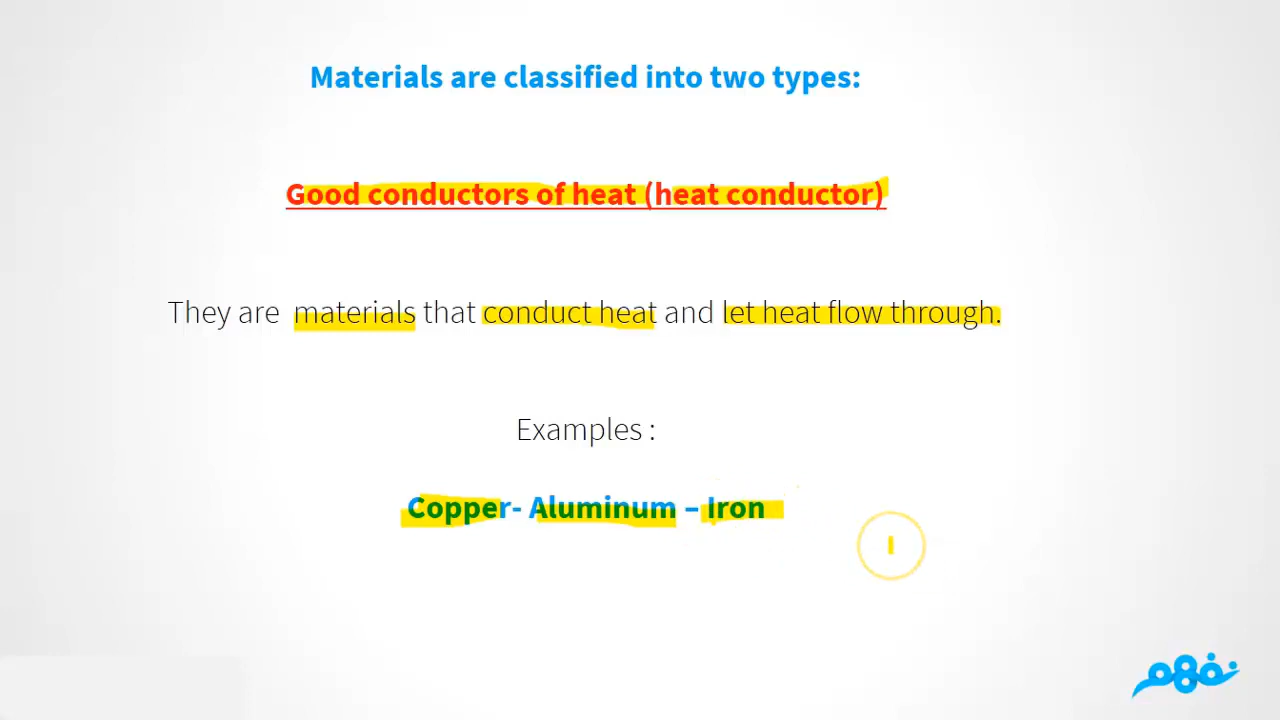 Materials are classified into two types:
Good conductors of heat (heat conductor)
They are materials that conduct heat and let heat flow through.
Examples :
Copper- Aluminum – Iron
نفهم